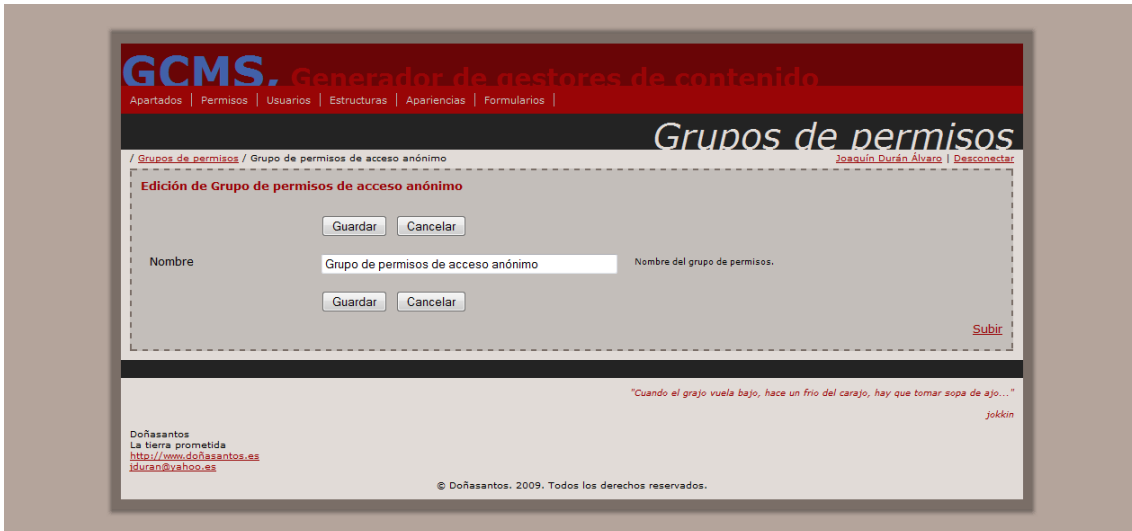 GCMS. Generador de gestores de contenido
Apartados | Permisos | Usuarios | Estructuras | Apariencias | Formularios |
Grupos de permisos
/ Grupos de permisos / Grupo de permisos de acceso anónimo
Joaquín Durán Álvaro | Desconectar
Edición de Grupo de permisos de acceso anónimo
Guardar Cancelar
Nombre Grupo de permisos de acceso anónimo Nombre del grupo de permisos.
Guardar Cancelar
Subir
"Cuando el grajo vuela bajo, hace un frio del carajo, hay que tomar sopa de ajo..."
jokkin
Doñasantos
La tierra prometida
http://www.doñasantos.es
jduran@yahoo.es
© Doñasantos. 2009. Todos los derechos reservados.